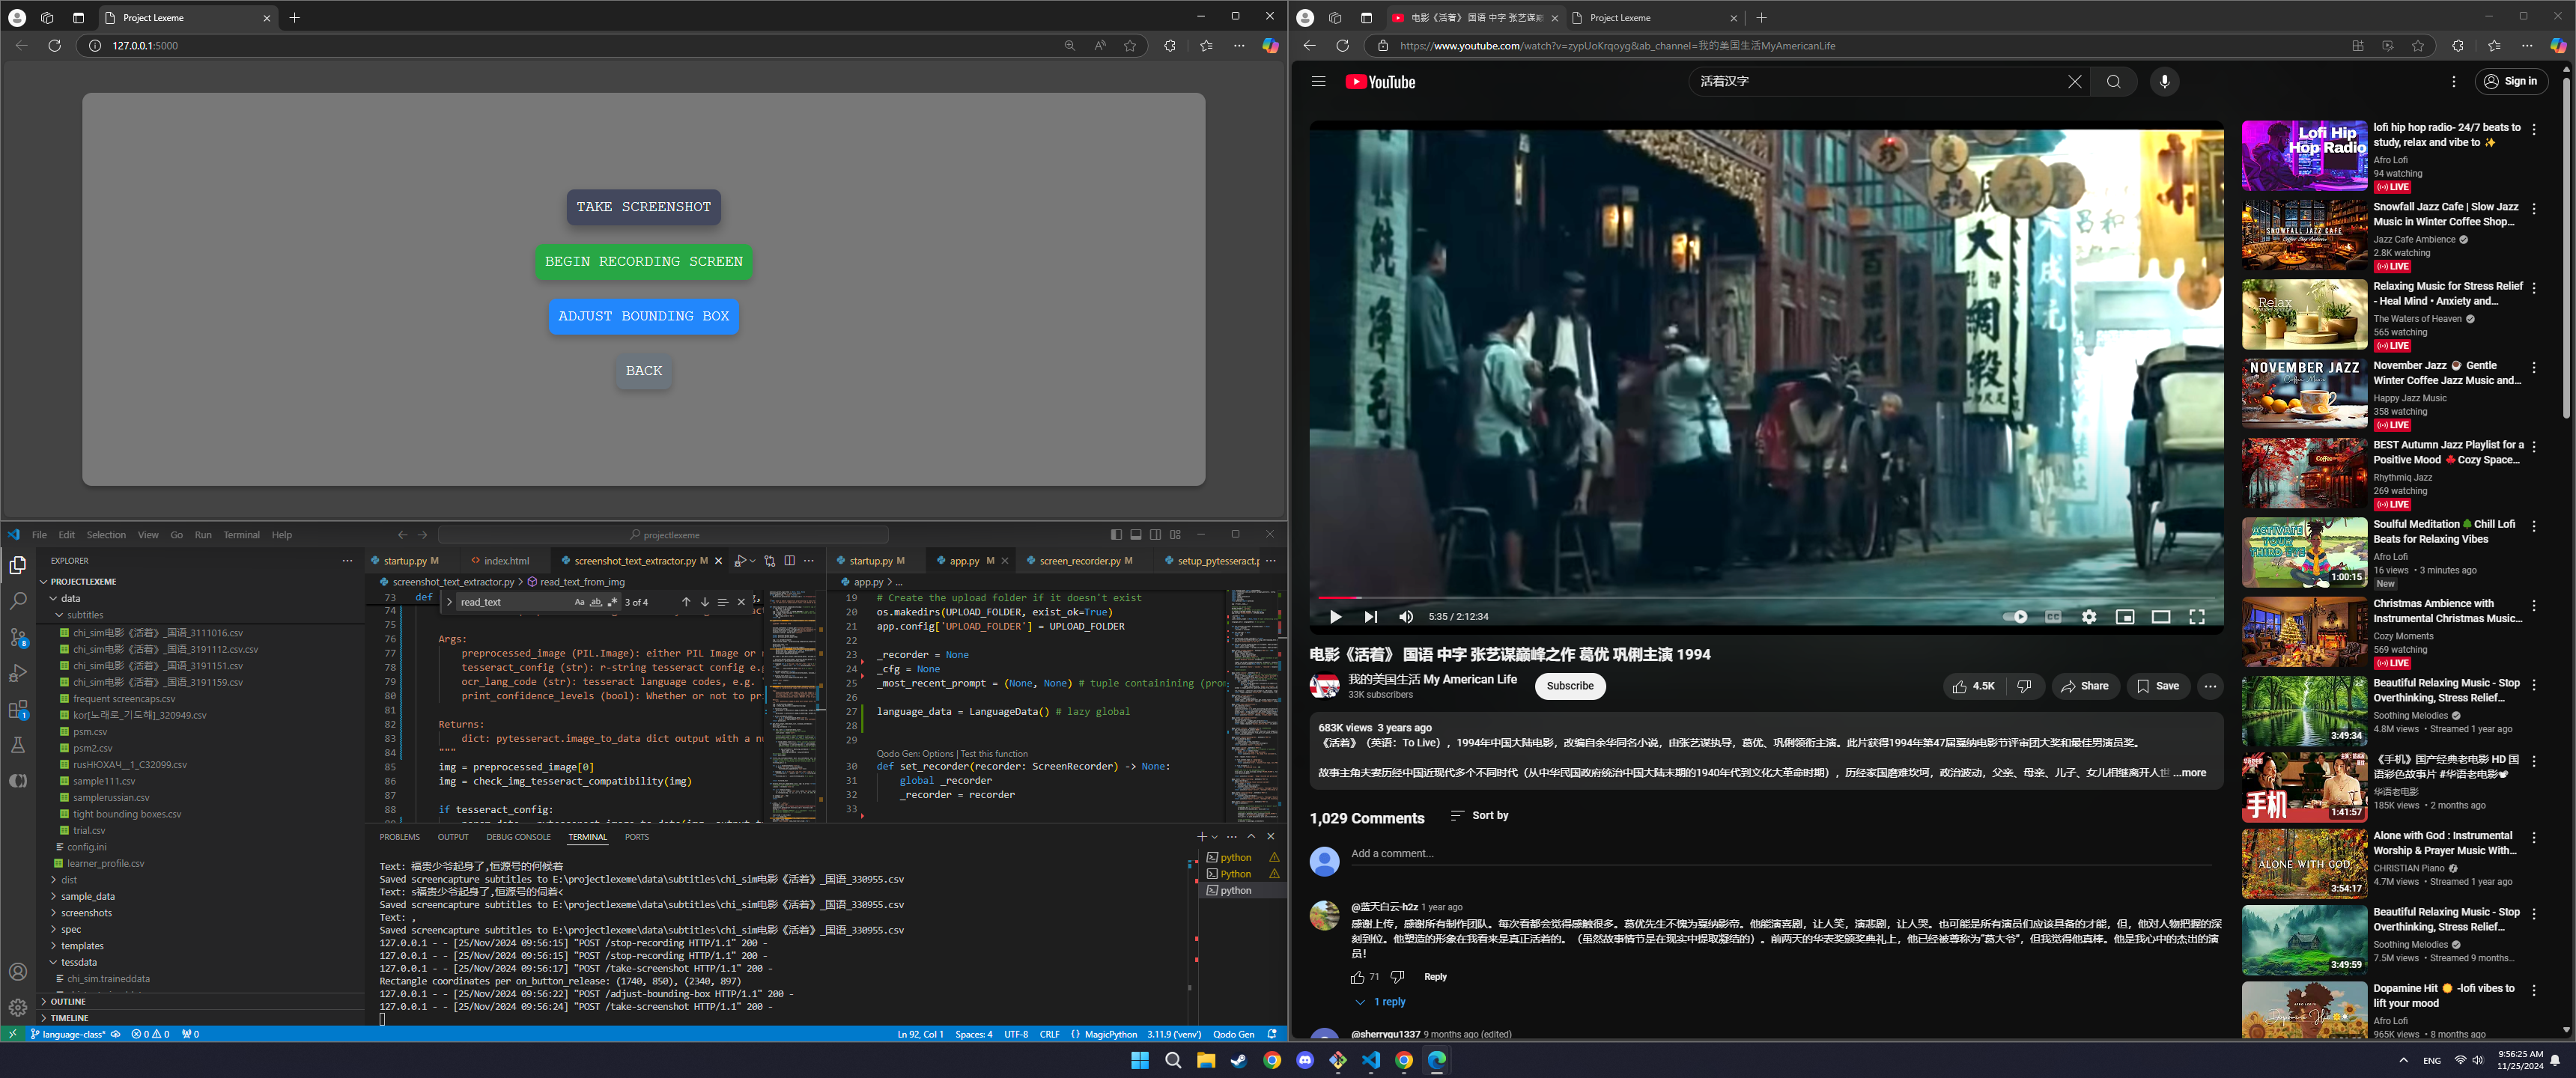 Project Lexeme
127.0.0.1:5000
TAKE SCREENSHOT
BEGIN RECORDING SCREEN
ADJUST BOUNDING BOX
BACK
File Edit Selection View Go Run Terminal Help
projectlexeme
EXPLORER
PROJECTLEXEME
data
subtitles
chi_sim电影《活着》_国语_3111016.csv
chi_sim电影《活着》_国语_3191112.csv.csv
chi_sim电影《活着》_国语_3191151.csv
chi_sim电影《活着》_国语_3191159.csv
frequent screencaps.csv
kor[노래로_기도해]_320949.csv
psm.csv
psm2.csv
rusНЮХАЧ__1_C32099.csv
sample111.csv
samplerussian.csv
tight bounding boxes.csv
trial.csv
config.ini
learner_profile.csv
dist
sample_data
screenshots
spec
templates
tessdata
chi_sim.traineddata
OUTLINE
TIMELINE
startup.py M
index.html
screenshot_text_extractor.py M
screenshot_text_extractor.py > read_text_from_img
read_text
3 of 4
73 def
74
75
76 Args:
77 preprocessed_image (PIL.Image): either PIL Image or
78 tesseract_config (str): r-string tesseract config e.g
79 ocr_lang_code (str): tesseract language codes, e.g.
80 print_confidence_levels (bool): Whether or not to pri
81
82 Returns:
83 dict: pytesseract.image_to_data dict output with a nu
84 """
85 img = preprocessed_image[0]
86 img = check_img_tesseract_compatibility(img)
87
88 if tesseract_config:
startup.py M
app.py M
screen_recorder.py M
setup_pytesseract.p
app.py > ...
19 # Create the upload folder if it doesn't exist
20 os.makedirs(UPLOAD_FOLDER, exist_ok=True)
21 app.config['UPLOAD_FOLDER'] = UPLOAD_FOLDER
22
23 _recorder = None
24 _cfg = None
25 _most_recent_prompt = (None, None) # tuple containining (pron
26
27 language_data = LanguageData() # lazy global
28
29
Qodo Gen: Options | Test this function
30 def set_recorder(recorder: ScreenRecorder) -> None:
31 global _recorder
32 _recorder = recorder
33
PROBLEMS OUTPUT DEBUG CONSOLE TERMINAL PORTS
Text: 福贵少爷起身了,恒源号的何候着
Saved screencapture subtitles to E:\projectlexeme\data\subtitles\chi_sim电影《活着》_国语_330955.csv
Text: s福贵少爷起身了,恒源号的伺着<
Saved screencapture subtitles to E:\projectlexeme\data\subtitles\chi_sim电影《活着》_国语_330955.csv
Text: ,
Saved screencapture subtitles to E:\projectlexeme\data\subtitles\chi_sim电影《活着》_国语_330955.csv
127.0.0.1 - - [25/Nov/2024 09:56:15] "POST /stop-recording HTTP/1.1" 200 -
127.0.0.1 - - [25/Nov/2024 09:56:15] "POST /stop-recording HTTP/1.1" 200 -
127.0.0.1 - - [25/Nov/2024 09:56:17] "POST /take-screenshot HTTP/1.1" 200 -
Rectangle coordinates per on_button_release: (1740, 850), (2340, 897)
127.0.0.1 - - [25/Nov/2024 09:56:22] "POST /adjust-bounding-box HTTP/1.1" 200 -
127.0.0.1 - - [25/Nov/2024 09:56:24] "POST /take-screenshot HTTP/1.1" 200 -
python
Python
python
language-class* 0 0 0
Ln 92, Col 1 Spaces: 4 UTF-8 CRLF MagicPython 3.11.9 ('venv') Qodo Gen
电影《活着》 国语 中字 张艺谋巅
Project Lexeme
https://www.youtube.com/watch?v=zypUoKrqoyg&ab_channel=我的美国生活MyAmericanLife
YouTube
活着汉字
Sign in
大
5:35 / 2:12:34
电影《活着》 国语 中字 张艺谋巅峰之作 葛优 巩俐主演 1994
我的美国生活 My American Life
33K subscribers
Subscribe
4.5K
Share
Save
683K views 3 years ago
《活着》（英语：To Live），1994年中国大陆电影，改编自余华同名小说，由张艺谋执导，葛优、巩俐领衔主演。此片获得1994年第47届戛纳电影节评审团大奖和最佳男演员奖。
故事主角夫妻历经中国近现代多个不同时代（从中华民国政府统治中国大陆末期的1940年代到文化大革命时期），历经家国磨难坎坷，政治波动，父亲、母亲、儿子、女儿相继离开人世 ...more
1,029 Comments
Sort by
Add a comment...
@蓝天白云-h2z 1 year ago
感谢上传，感谢所有制作团队。每次看都会觉得感触很多。葛优先生不愧为戛纳影帝。他能演喜剧，让人笑，演悲剧，让人哭。也可能是所有演员们应该具备的才能，但，他对人物把握的深
刻到位。他塑造的形象在我看来是真正活着的。（虽然故事情节是在现实中提取凝结的）。前两天的华表奖颁奖典礼上，他已经被尊称为"葛大爷"，但我觉得他真棒。他是我心中的杰出的演
员！
71
Reply
1 reply
@sherryqu1337 9 months ago (edited)
Lofi Hip
Hop Radio
lofi hip hop radio- 24/7 beats to
study, relax and vibe to
Afro Lofi
94 watching
LIVE
SNOWFALL JAZZ CAFE
Snowfall Jazz Cafe | Slow Jazz
Music in Winter Coffee Shop...
Jazz Cafe Ambience
2.8K watching
LIVE
Relax
Relaxing Music for Stress Relief
- Heal Mind • Anxiety and...
The Waters of Heaven
565 watching
LIVE
NOVEMBER JAZZ
November Jazz ☕ Gentle
Winter Coffee Jazz Music and...
Happy Jazz Music
358 watching
LIVE
Coffee
BEST Autumn Jazz Playlist for a
Positive Mood 🍁Cozy Space...
Rhythmiq Jazz
269 watching
LIVE
ACTIVATE
YOUR
THIRD EYE
1:00:15
Soulful Meditation🌳Chill Lofi
Beats for Relaxing Vibes
Afro Lofi
16 views • 3 minutes ago
New
Christmas Ambience with
Instrumental Christmas Music...
Cozy Moments
569 watching
LIVE
3:49:34
Beautiful Relaxing Music - Stop
Overthinking, Stress Relief...
Soothing Melodies
4.8M views • Streamed 1 year ago
手机
1:41:57
《手机》国产经典老电影 HD 国
语彩色故事片 #华语老电影
华语老电影
185K views • 2 months ago
ALONE WITH GOD
3:54:17
Alone with God : Instrumental
Worship & Prayer Music With...
CHRISTIAN Piano
4.7M views • Streamed 1 year ago
3:49:59
Beautiful Relaxing Music - Stop
Overthinking, Stress Relief...
Soothing Melodies
7.5M views • Streamed 9 months...
Dopamine Hit 🌼 -lofi vibes to
lift your mood
Afro Lofi
965K views • 8 months ago
ENG
9:56:25 AM
11/25/2024